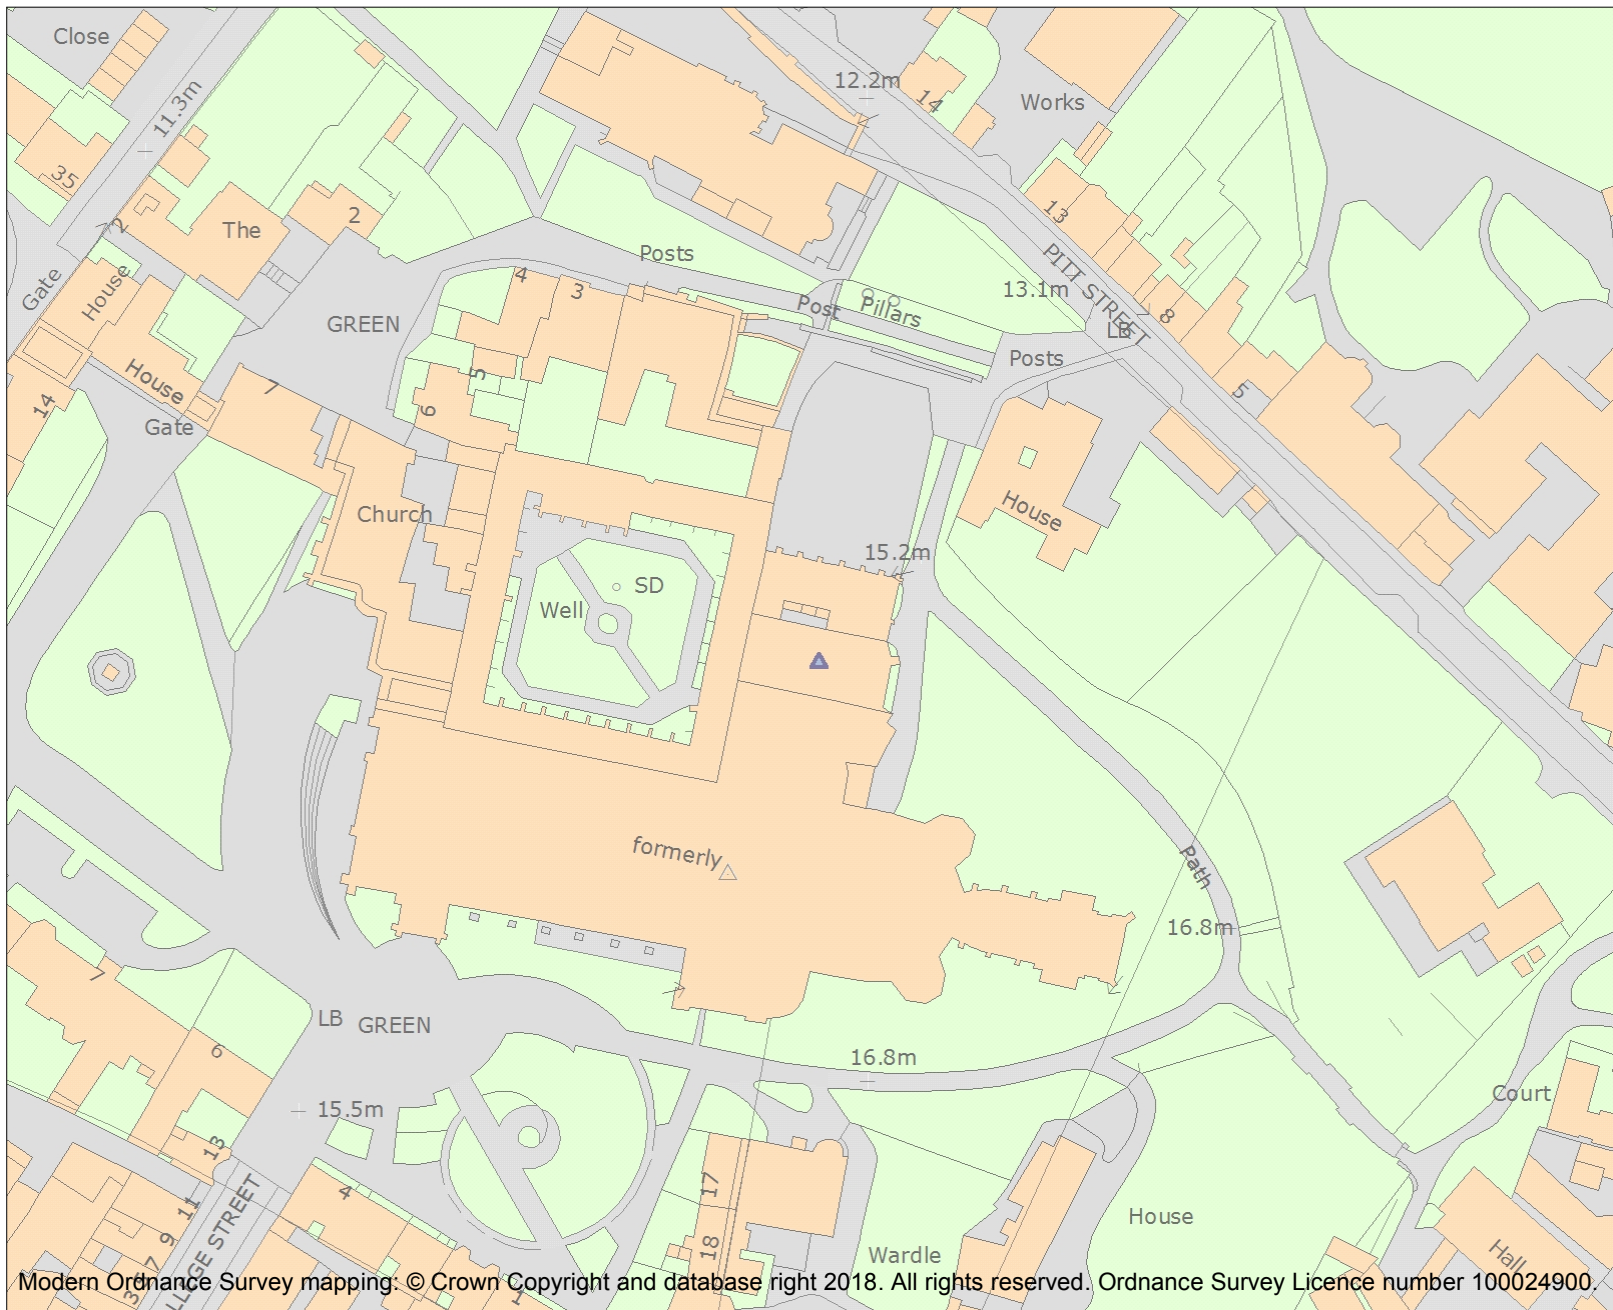 Close
11.3m
12.2m
14
Works
35
2
The
2
13
Gate
House
Posts
PITT STREET
4
3
13.1m
Post
Pillars
8
GREEN
LB
Posts
House
7
5
5
14
6
Gate
House
Church
15.2m
SD
Well
formerly
Path
16.8m
7
LB
GREEN
6
16.8m
15.5m
Court
13
17
4
11
House
9
18
Wardle
Hall
7
Modern Ordnance Survey mapping: © Crown Copyright and database right 2018. All rights reserved. Ordnance Survey Licence number 100024900.